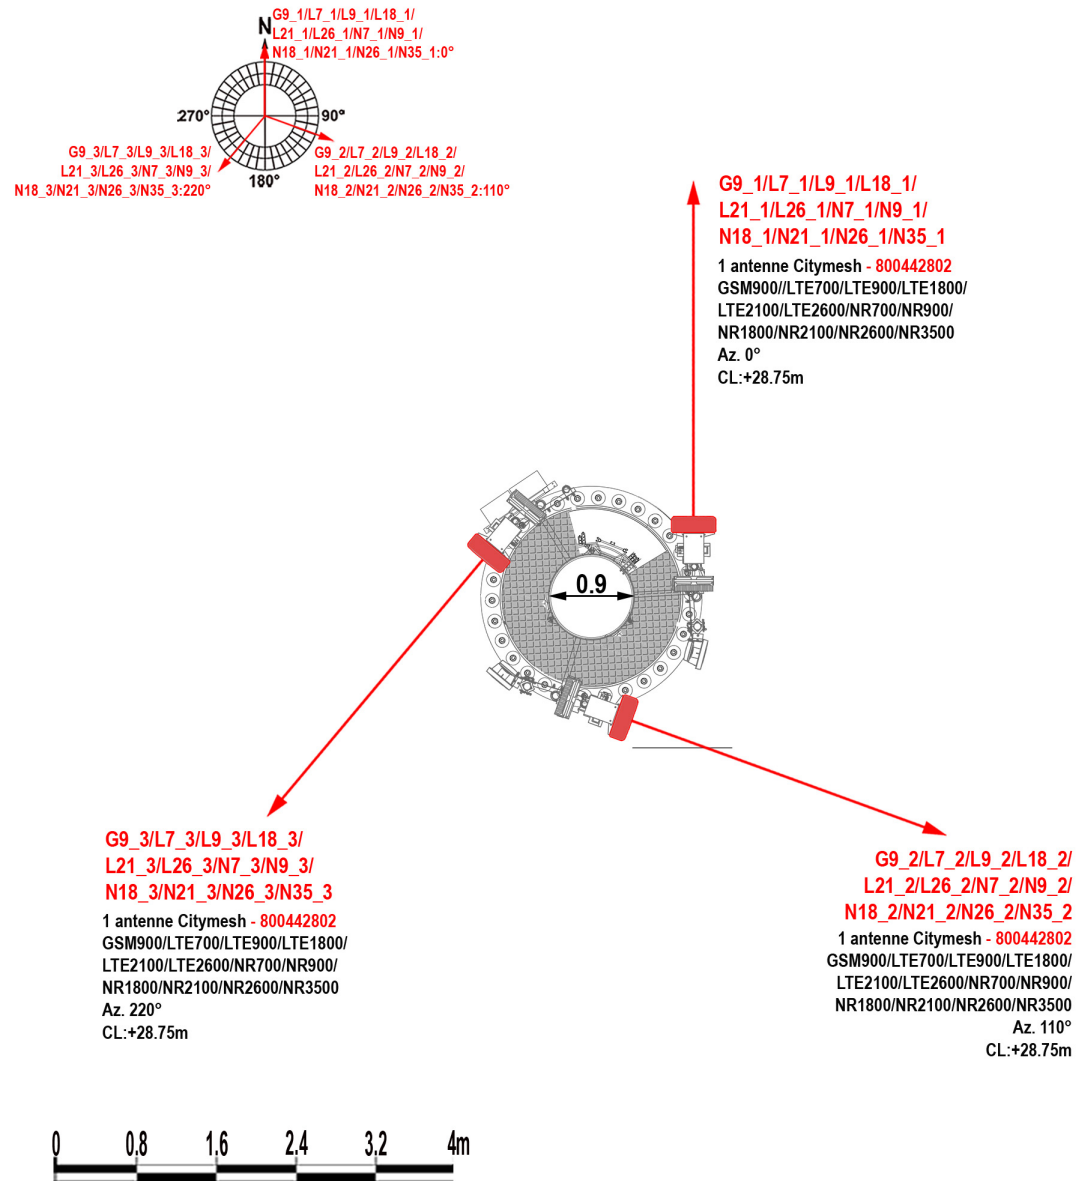 G9_1/L7_1/L9_1/L18_1/
N
L21_1/L26_1/N7_1/N9_1/
N18_1/N21_1/N26_1/N35_1:0°
270°
90°
G9_3/L7_3/L9_3/L18_3/
L21_3/L26_3/N7_3/N9_3/
N18_3/N21_3/N26_3/N35_3:220°
180°
G9_2/L7_2/L9_2/L18_2/
L21_2/L26_2/N7_2/N9_2/
N18_2/N21_2/N26_2/N35_2:110°
G9_1/L7_1/L9_1/L18_1/
L21_1/L26_1/N7_1/N9_1/
N18_1/N21_1/N26_1/N35_1
1 antenne Citymesh - 800442802
GSM900//LTE700/LTE900/LTE1800/
LTE2100/LTE2600/NR700/NR900/
NR1800/NR2100/NR2600/NR3500
Az. 0°
CL:+28.75m
0.9
G9_3/L7_3/L9_3/L18_3/
L21_3/L26_3/N7_3/N9_3/
N18_3/N21_3/N26_3/N35_3
1 antenne Citymesh - 800442802
GSM900/LTE700/LTE900/LTE1800/
LTE2100/LTE2600/NR700/NR900/
NR1800/NR2100/NR2600/NR3500
Az. 220°
CL:+28.75m
G9_2/L7_2/L9_2/L18_2/
L21_2/L26_2/N7_2/N9_2/
N18_2/N21_2/N26_2/N35_2
1 antenne Citymesh - 800442802
GSM900/LTE700/LTE900/LTE1800/
LTE2100/LTE2600/NR700/NR900/
NR1800/NR2100/NR2600/NR3500
Az. 110°
CL:+28.75m
0 0.8 1.6 2.4 3.2 4m